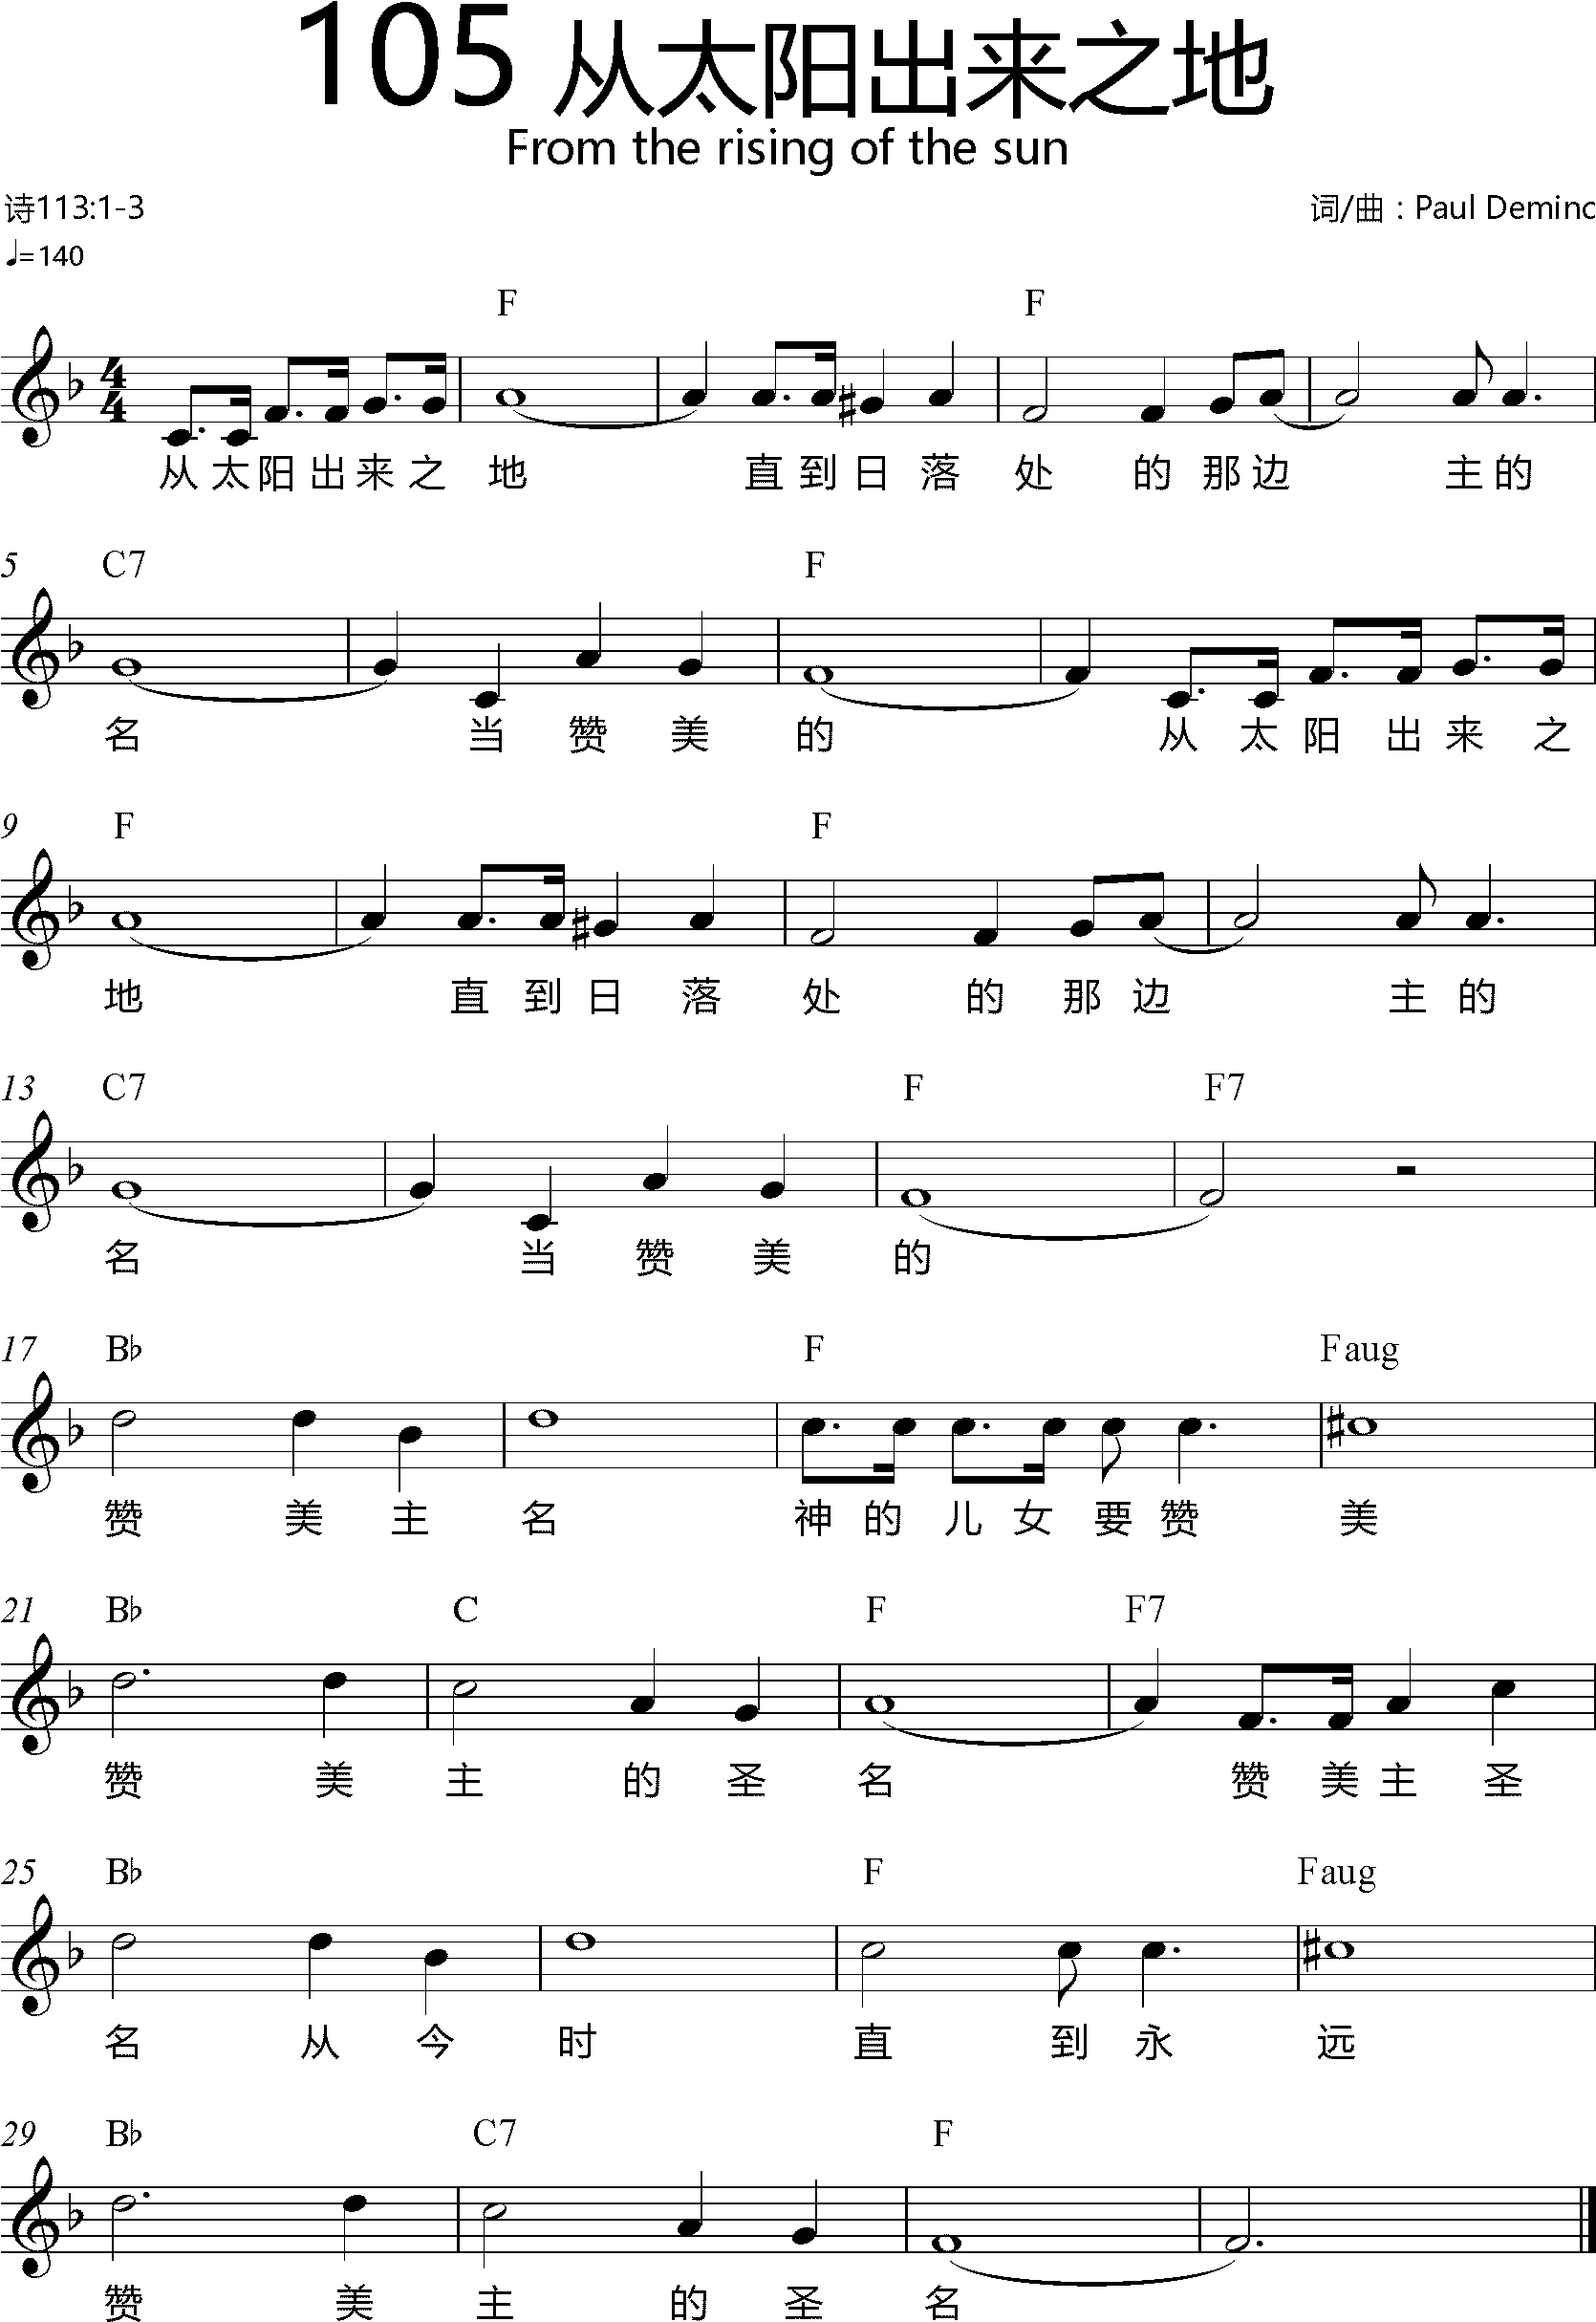 105 从太阳出来之地
From the rising of the sun
诗113:1-3 词/曲：Paul Deminc
♩=140
F F
从太阳出来之 地 直到日落 处 的那边 主的
5 C7 F
名 当 赞 美 的 从 太 阳 出 来 之
9 F F
地 直 到 日 落 处 的 那 边 主 的
13 C7 F F7
名 当 赞 美 的
17 B♭ F Faug
赞 美 主 名 神 的 儿 女 要 赞 美
21 B♭ C F F7
赞 美 主 的 圣 名 赞 美 主 圣
25 B♭ F Faug
名 从 今 时 直 到 永 远
29 B♭ C7 F
赞 美 主 的 圣 名